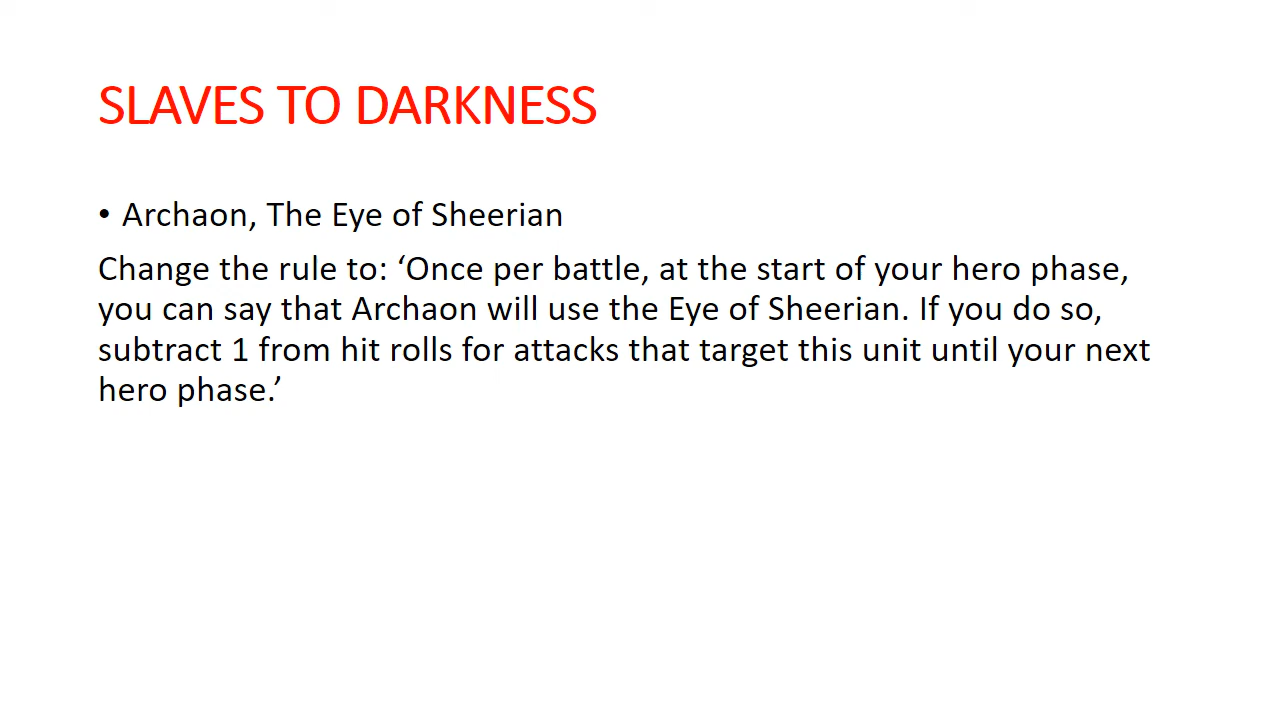 SLAVES TO DARKNESS
• Archaon, The Eye of Sheerian
Change the rule to: ‘Once per battle, at the start of your hero phase,
you can say that Archaon will use the Eye of Sheerian. If you do so,
subtract 1 from hit rolls for attacks that target this unit until your next
hero phase.’